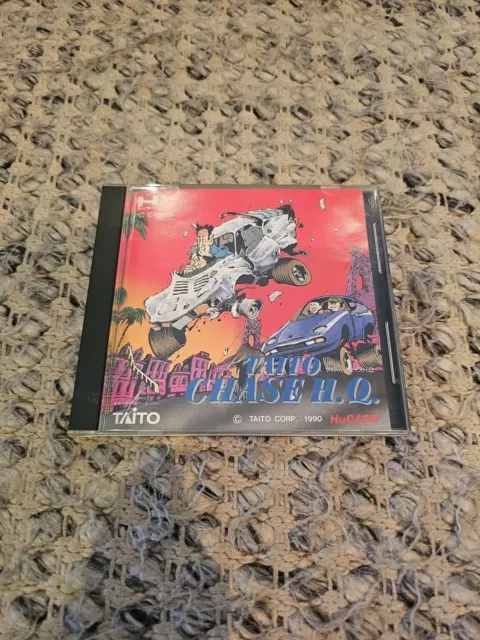 TAITO
CHASE H.Q.
TAITO
© TAITO CORP. 1990
HuCARD